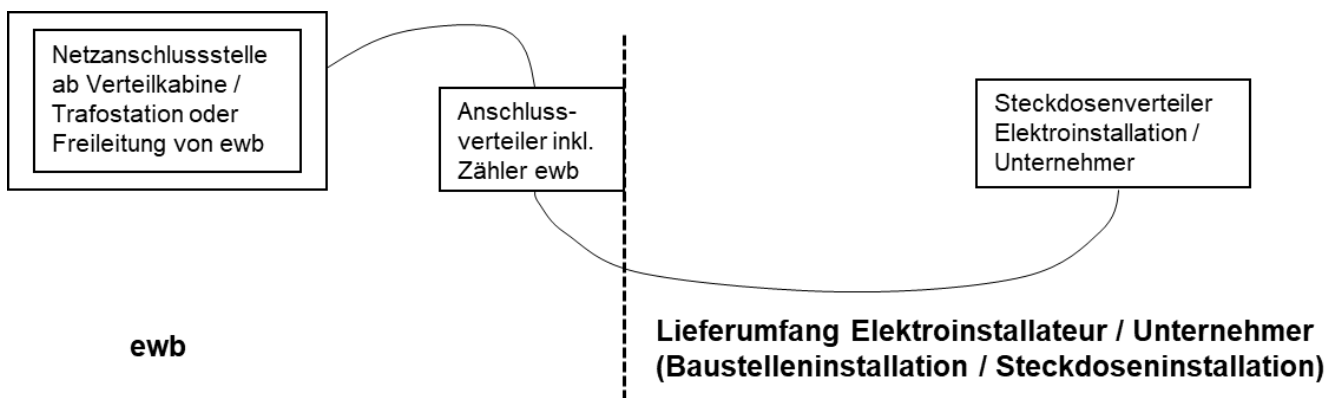 Netzanschlussstelle
ab Verteilkabine /
Trafostation oder
Freileitung von ewb
Anschluss-
verteiler inkl.
Zähler ewb
Steckdosenverteiler
Elektroinstallation /
Unternehmer
ewb
Lieferumfang Elektroinstallateur / Unternehmer
(Baustelleninstallation / Steckdoseninstallation)